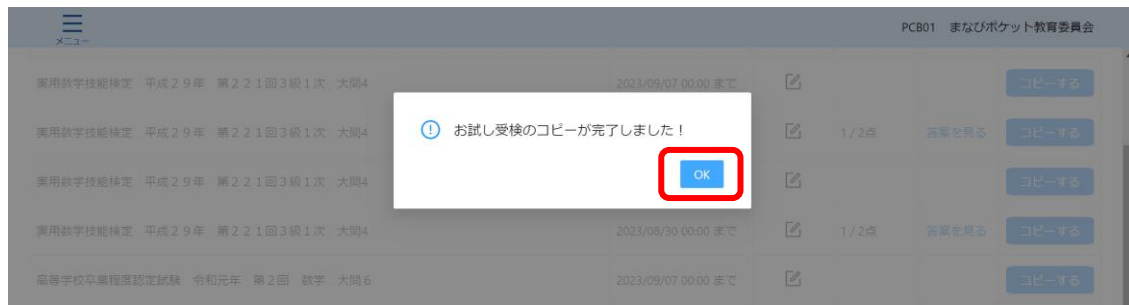 メニュー
PCB01 まなびポケット教育委員会
実用数学技能検定 平成29年 第221回3級1次 大問4 2023/09/07 00:00 まで コピーする
お試し受検のコピーが完了しました!
実用数学技能検定 平成29年 第221回3級1次 大問4 1 / 2点 答案を見る コピーする
OK
実用数学技能検定 平成29年 第221回3級1次 大問4 コピーする
実用数学技能検定 平成29年 第221回3級1次 大問4 2023/08/30 00:00 まで 1 / 2点 答案を見る コピーする
高等学校卒業程度認定試験 令和元年 第2回 数学 大問6 2023/09/07 00:00 まで コピーする